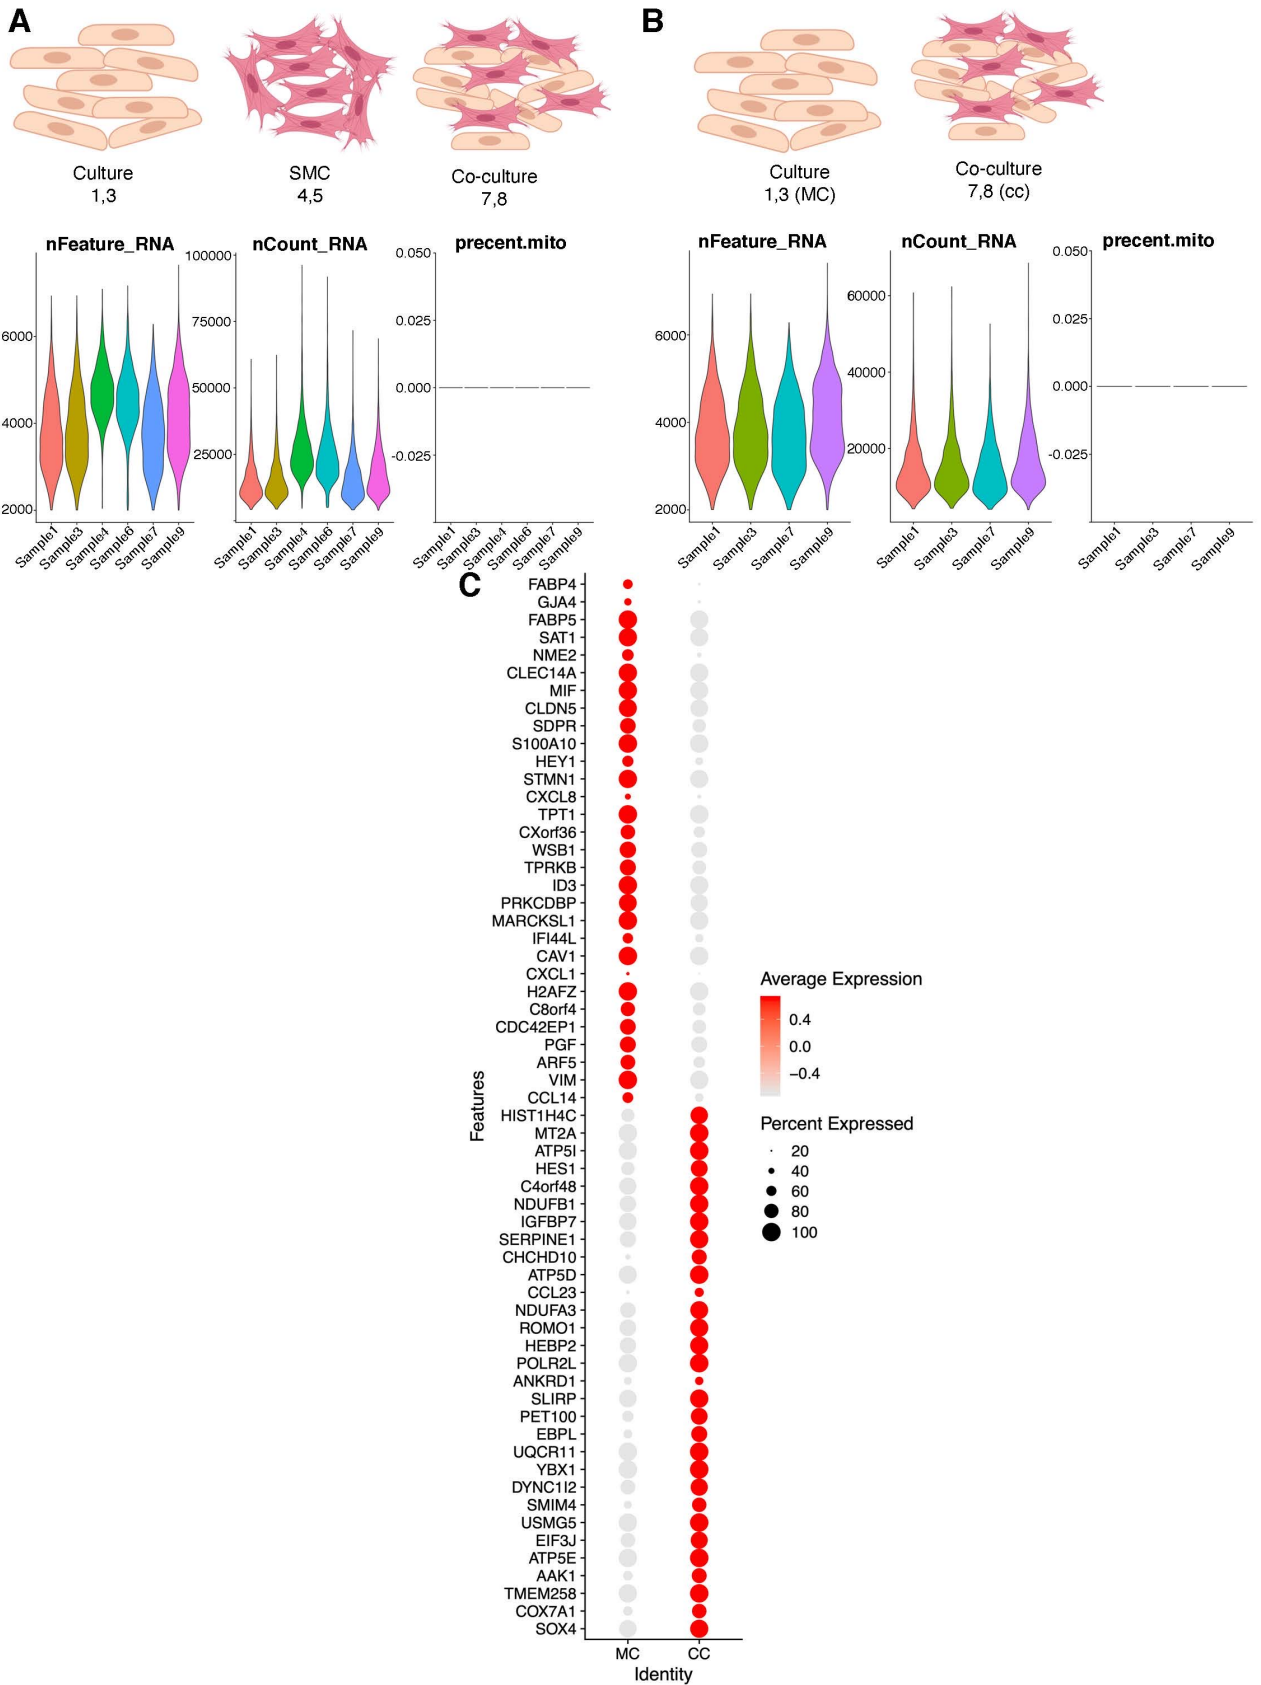 A
B
Culture
1,3
SMC
4,5
Co-culture
7,8
Culture
1,3 (MC)
Co-culture
7,8 (cc)
nFeature_RNA
6000
4000
2000
Sample1
Sample3
Sample4
Sample6
Sample7
Sample9
nCount_RNA
100000
75000
50000
25000
Sample1
Sample3
Sample4
Sample6
Sample7
Sample9
precent.mito
0.050
0.025
0.000
-0.025
Sample1
Sample3
Sample4
Sample6
Sample7
Sample9
nFeature_RNA
6000
4000
2000
Sample1
Sample3
Sample7
Sample9
nCount_RNA
60000
40000
20000
Sample1
Sample3
Sample7
Sample9
precent.mito
0.050
0.025
0.000
-0.025
Sample1
Sample3
Sample7
Sample9
C
Features
FABP4
GJA4
FABP5
SAT1
NME2
CLEC14A
MIF
CLDN5
SDPR
S100A10
HEY1
STMN1
CXCL8
TPT1
CXorf36
WSB1
TPRKB
ID3
PRKCDBP
MARCKSL1
IFI44L
CAV1
CXCL1
H2AFZ
C8orf4
CDC42EP1
PGF
ARF5
VIM
CCL14
HIST1H4C
MT2A
ATP5I
HES1
C4orf48
NDUFB1
IGFBP7
SERPINE1
CHCHD10
ATP5D
CCL23
NDUFA3
ROMO1
HEBP2
POLR2L
ANKRD1
SLIRP
PET100
EBPL
UQCR11
YBX1
DYNC1I2
SMIM4
USMG5
EIF3J
ATP5E
AAK1
TMEM258
COX7A1
SOX4
MC
CC
Identity
Average Expression
0.4
0.0
−0.4
Percent Expressed
20
40
60
80
100